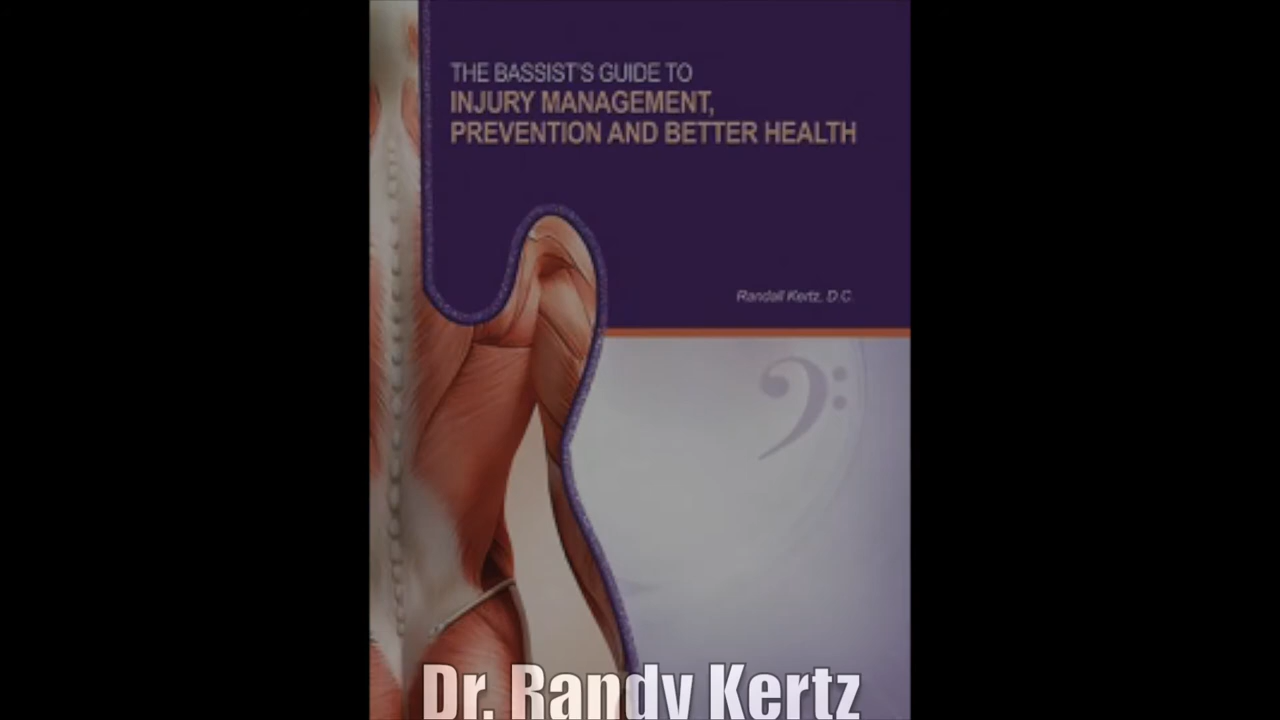 THE BASSIST'S GUIDE TO
INJURY MANAGEMENT,
PREVENTION AND BETTER HEALTH
Randall Kertz, D.C.
Dr. Randy Kertz